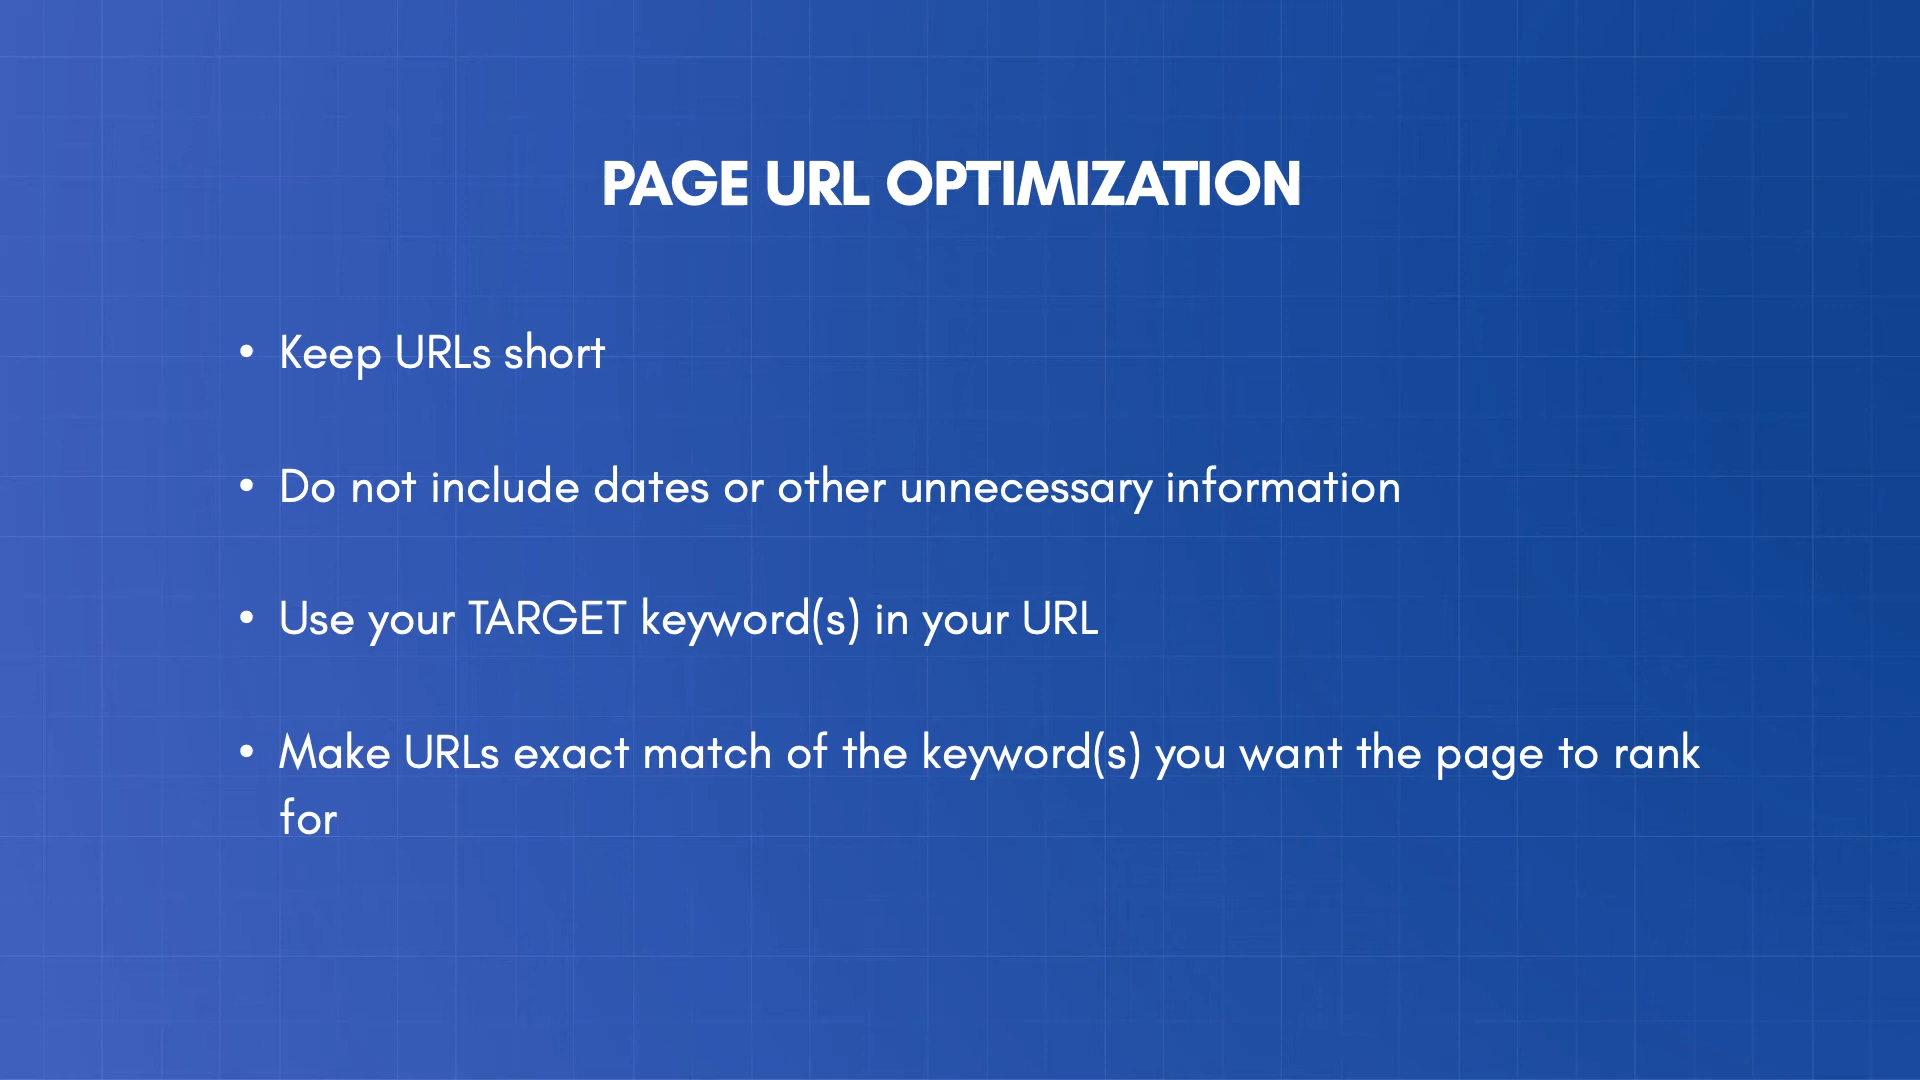 PAGE URL OPTIMIZATION
• Keep URLs short
• Do not include dates or other unnecessary information
• Use your TARGET keyword(s) in your URL
• Make URLs exact match of the keyword(s) you want the page to rank
for